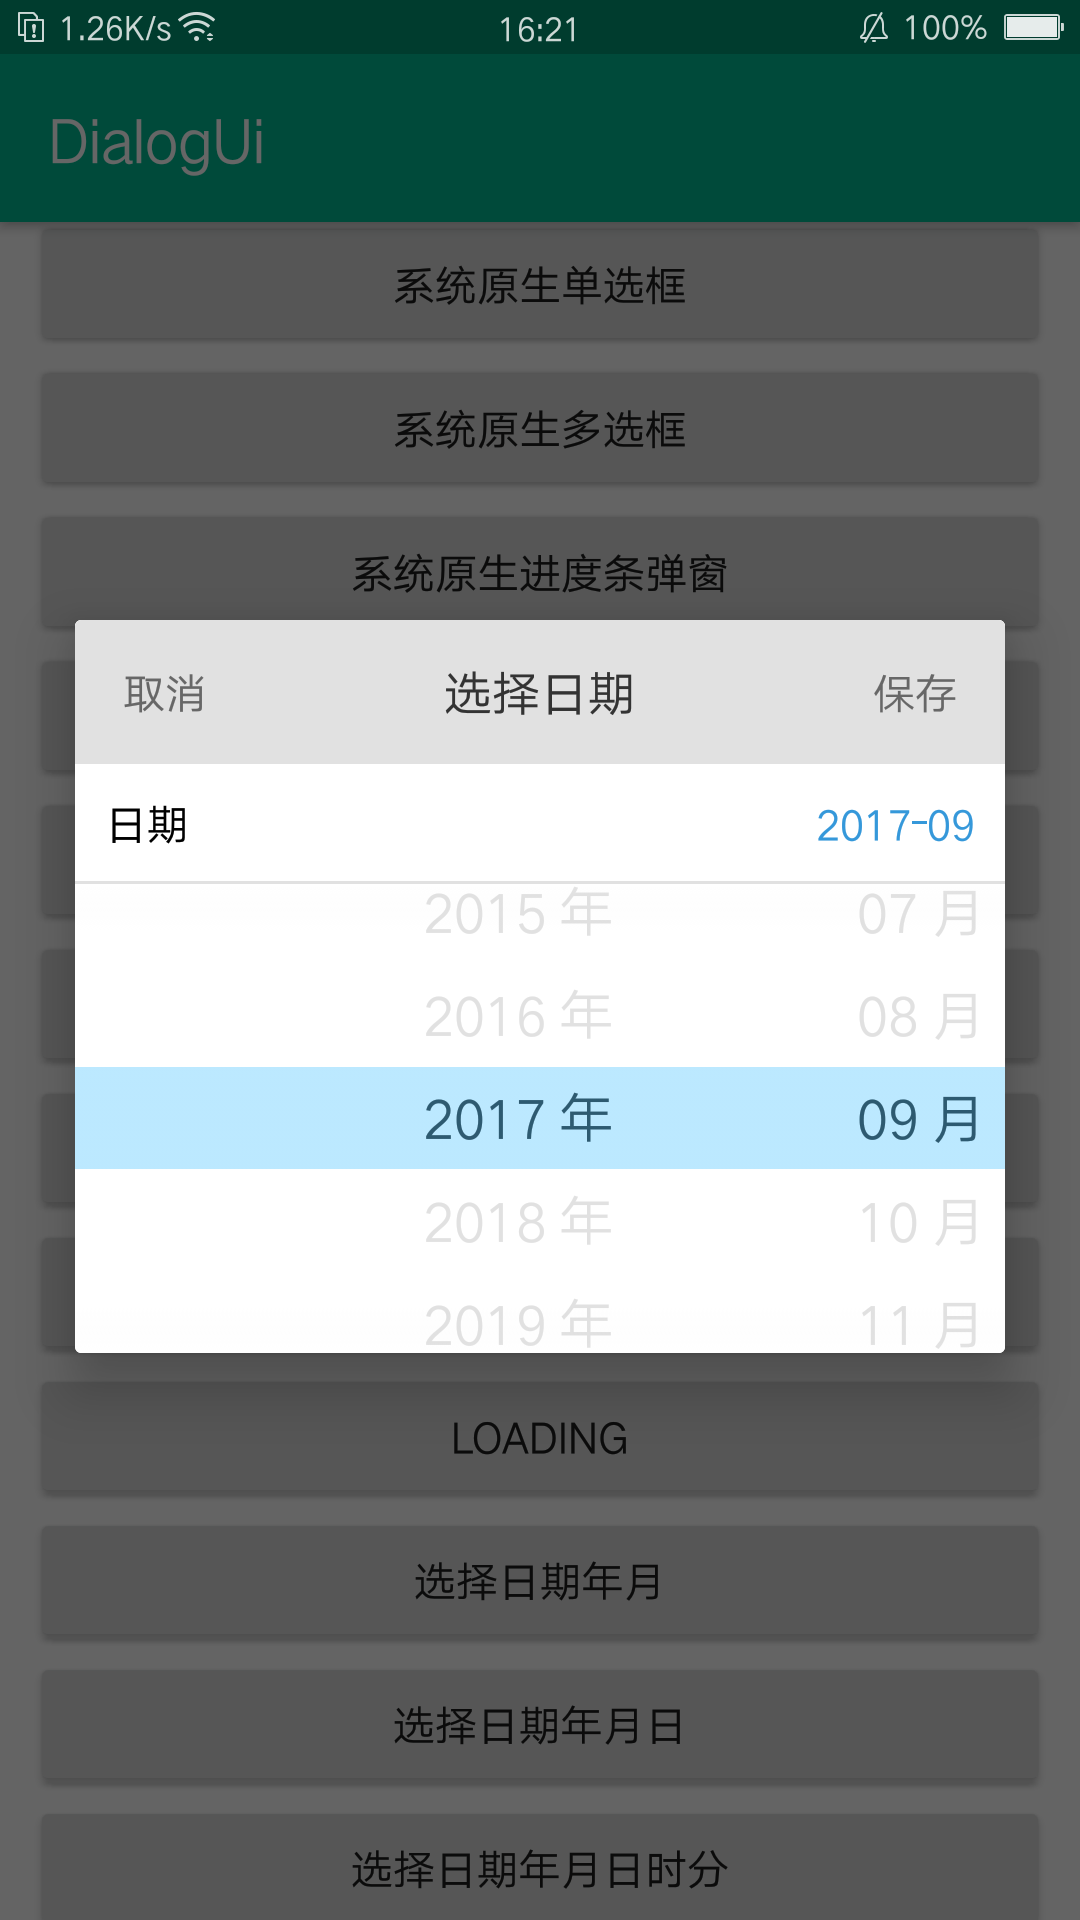 1.26K/s 16:21 100%
DialogUi
系统原生单选框
系统原生多选框
系统原生进度条弹窗
取消 选择日期 保存
日期 2017-09
2015 年 07 月
2016 年 08 月
2017 年 09 月
2018 年 10 月
2019 年 11 月
LOADING
选择日期年月
选择日期年月日
选择日期年月日时分